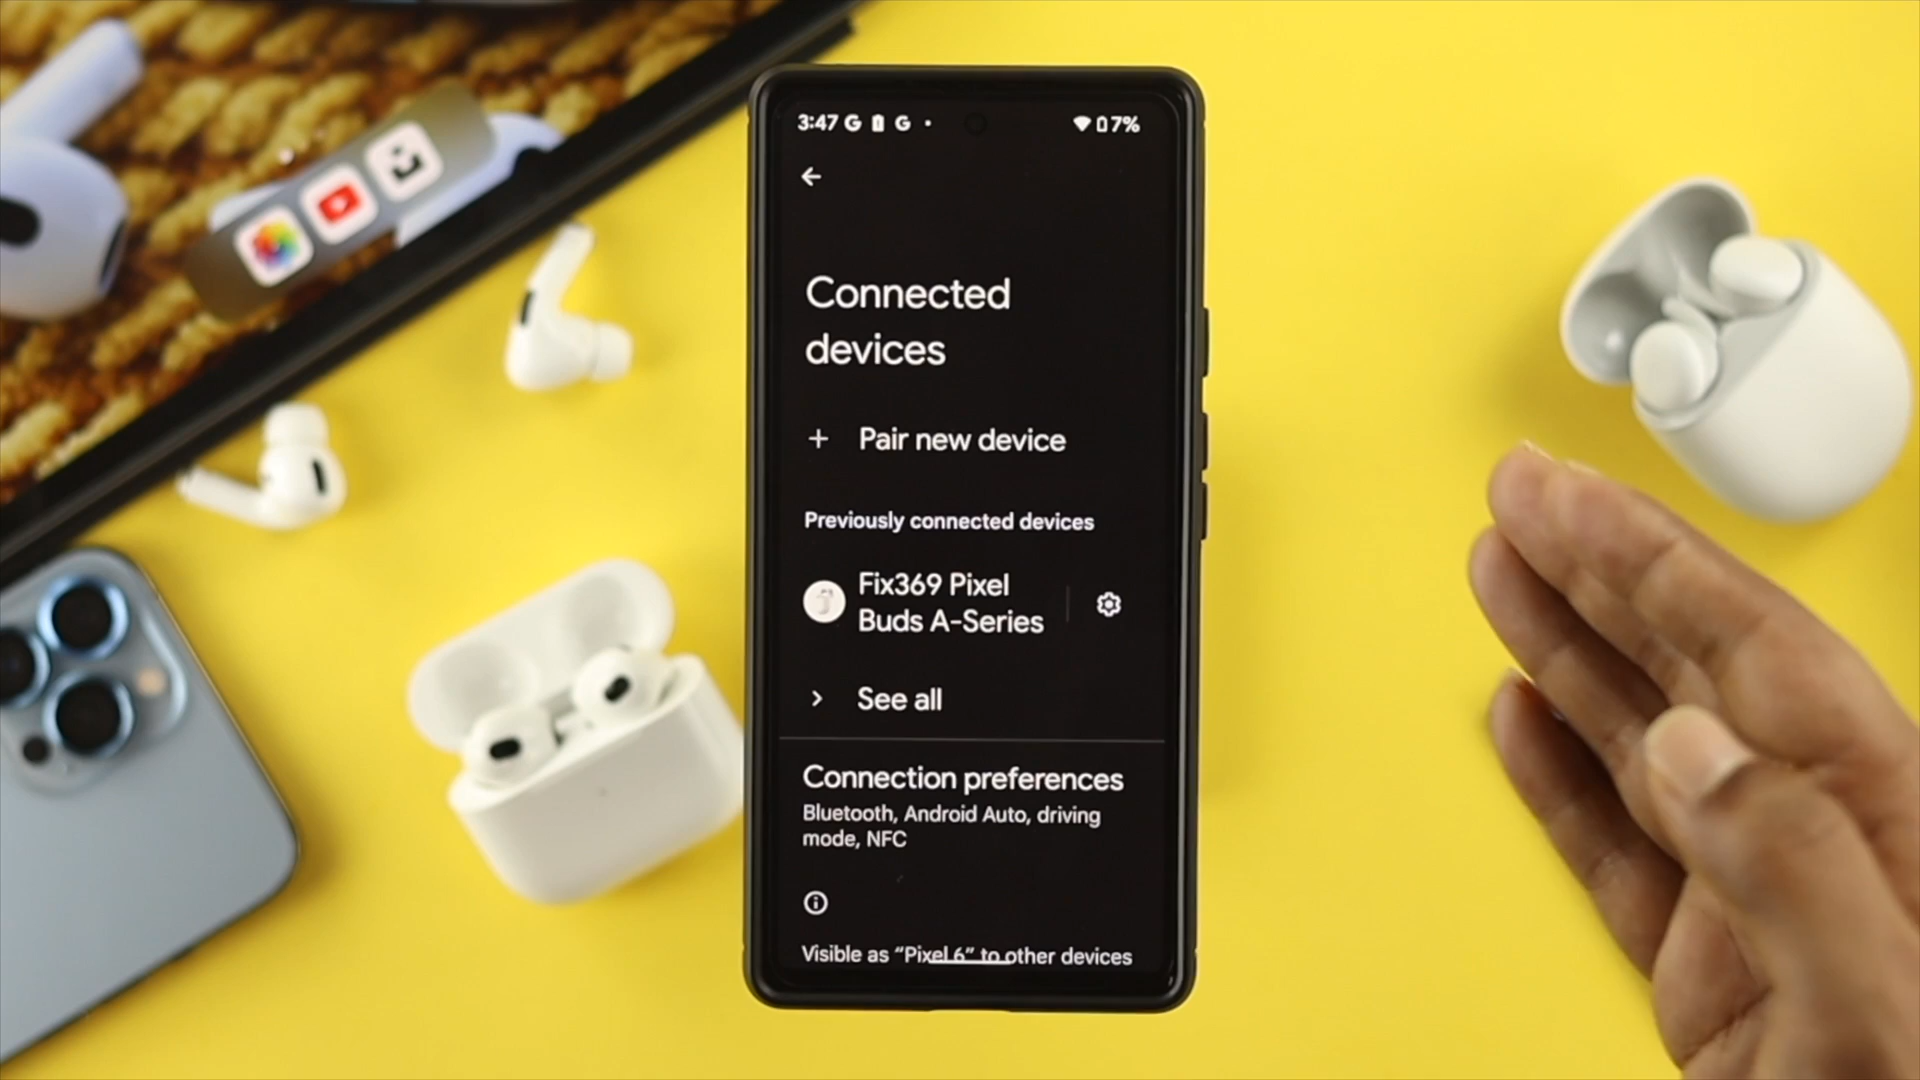 3:47 G G • 07%
Connected
devices
+ Pair new device
Previously connected devices
Fix369 Pixel
Buds A-Series
> See all
Connection preferences
Bluetooth, Android Auto, driving
mode, NFC
Visible as “Pixel 6” to other devices